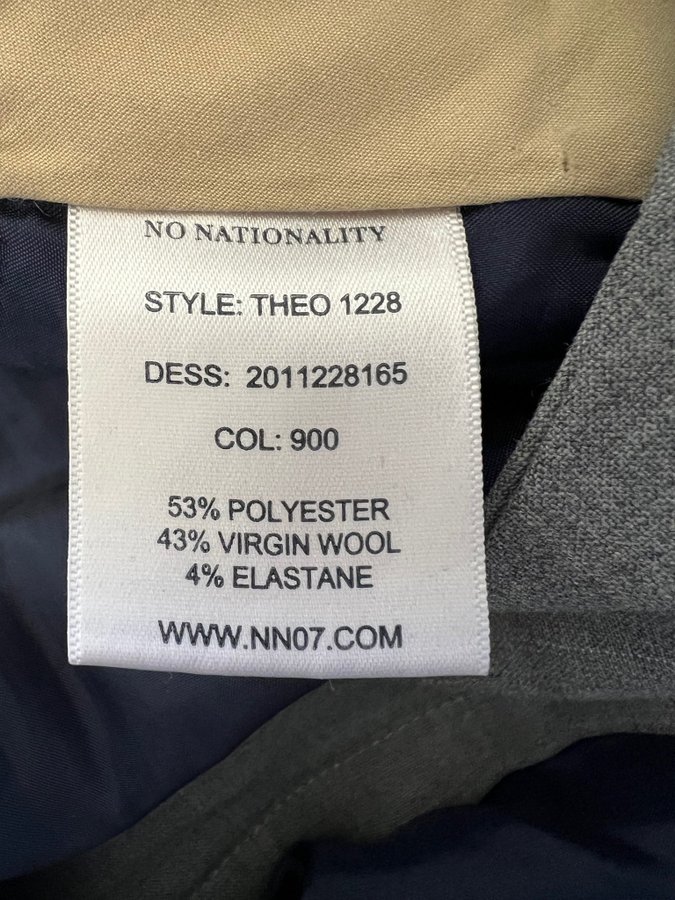 NO NATIONALITY
STYLE: THEO 1228
DESS: 2011228165
COL: 900
53% POLYESTER
43% VIRGIN WOOL
4% ELASTANE
WWW.NN07.COM